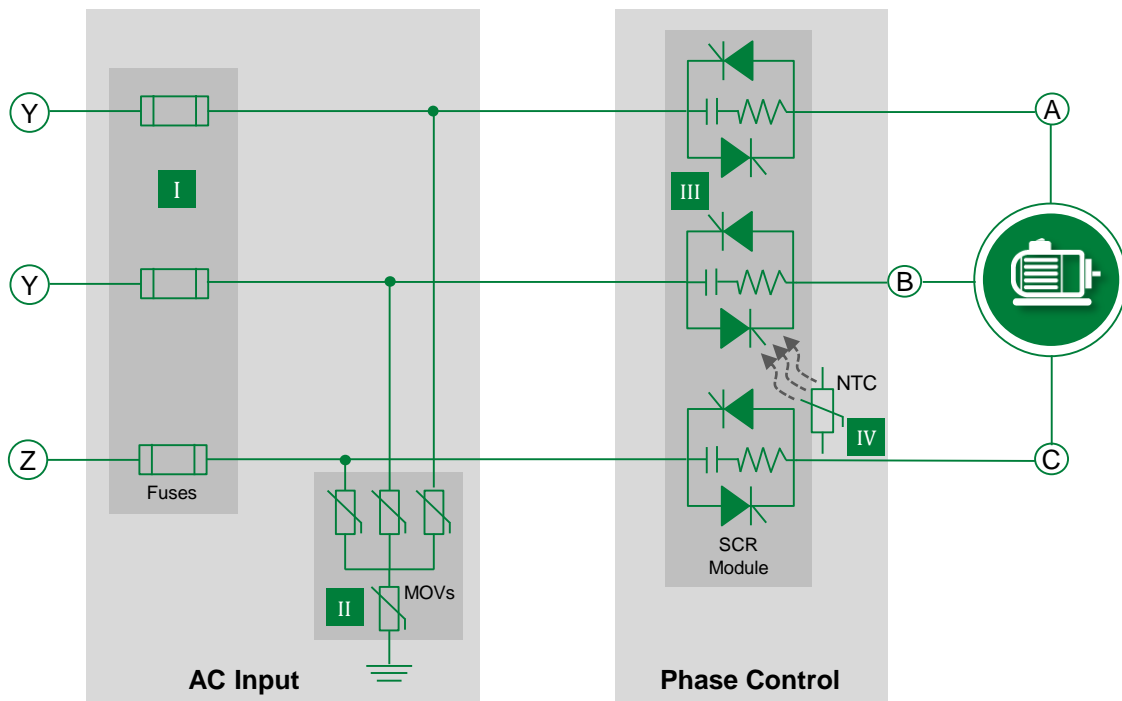 Y
A
I
III
Y
B
NTC
IV
Z
C
Fuses
SCR
Module
MOVs
II
AC Input
Phase Control